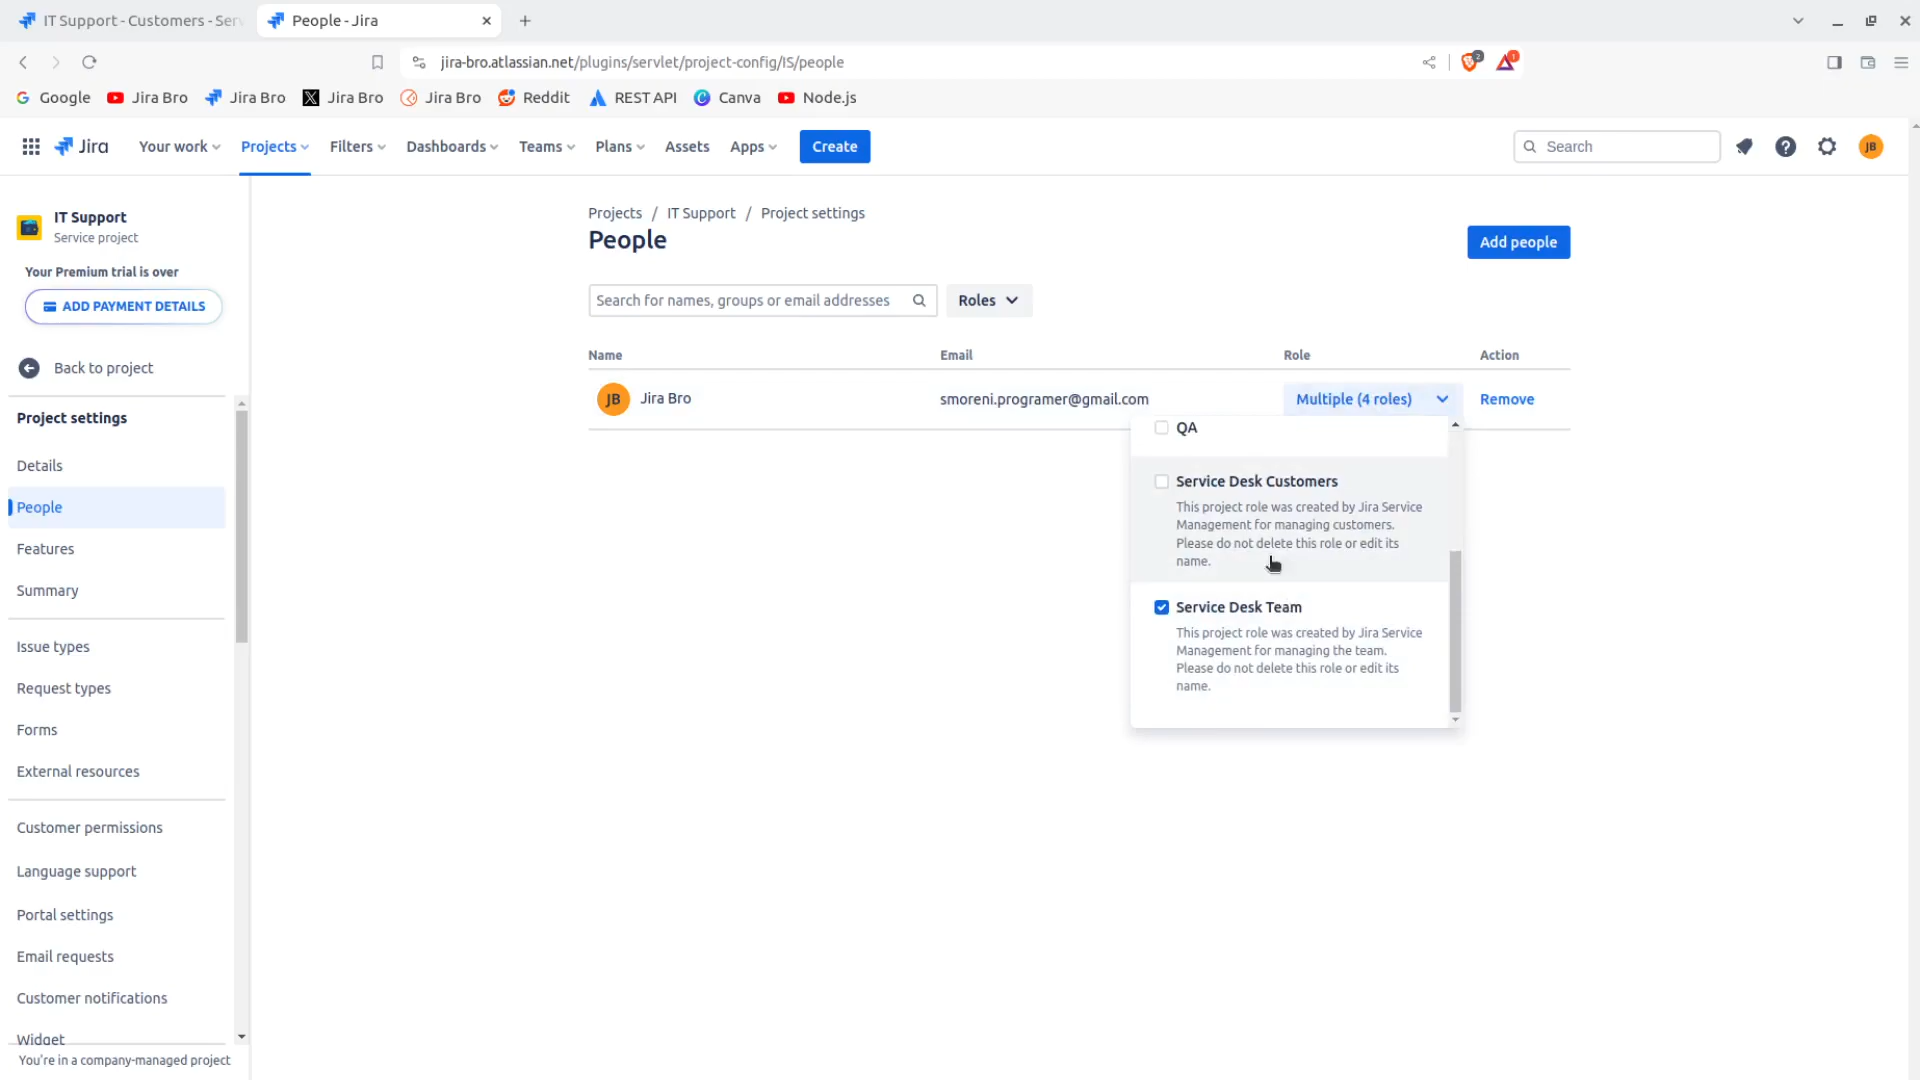 IT Support - Customers - Serv
People - Jira
jira-bro.atlassian.net/plugins/servlet/project-config/IS/people
2
1
Google
Jira Bro
Jira Bro
Jira Bro
Jira Bro
Reddit
REST API
Canva
Node.js
Jira
Your work
Projects
Filters
Dashboards
Teams
Plans
Assets
Apps
Create
Search
JB
IT Support
Service project
Your Premium trial is over
ADD PAYMENT DETAILS
Back to project
Project settings
Details
People
Features
Summary
Issue types
Request types
Forms
External resources
Customer permissions
Language support
Portal settings
Email requests
Customer notifications
Widget
You're in a company-managed project
Projects / IT Support / Project settings
People
Add people
Search for names, groups or email addresses
Roles
Name Email Role Action
JB Jira Bro smoreni.programer@gmail.com Multiple (4 roles) Remove
QA
Service Desk Customers
This project role was created by Jira Service
Management for managing customers.
Please do not delete this role or edit its
name.
Service Desk Team
This project role was created by Jira Service
Management for managing the team.
Please do not delete this role or edit its
name.